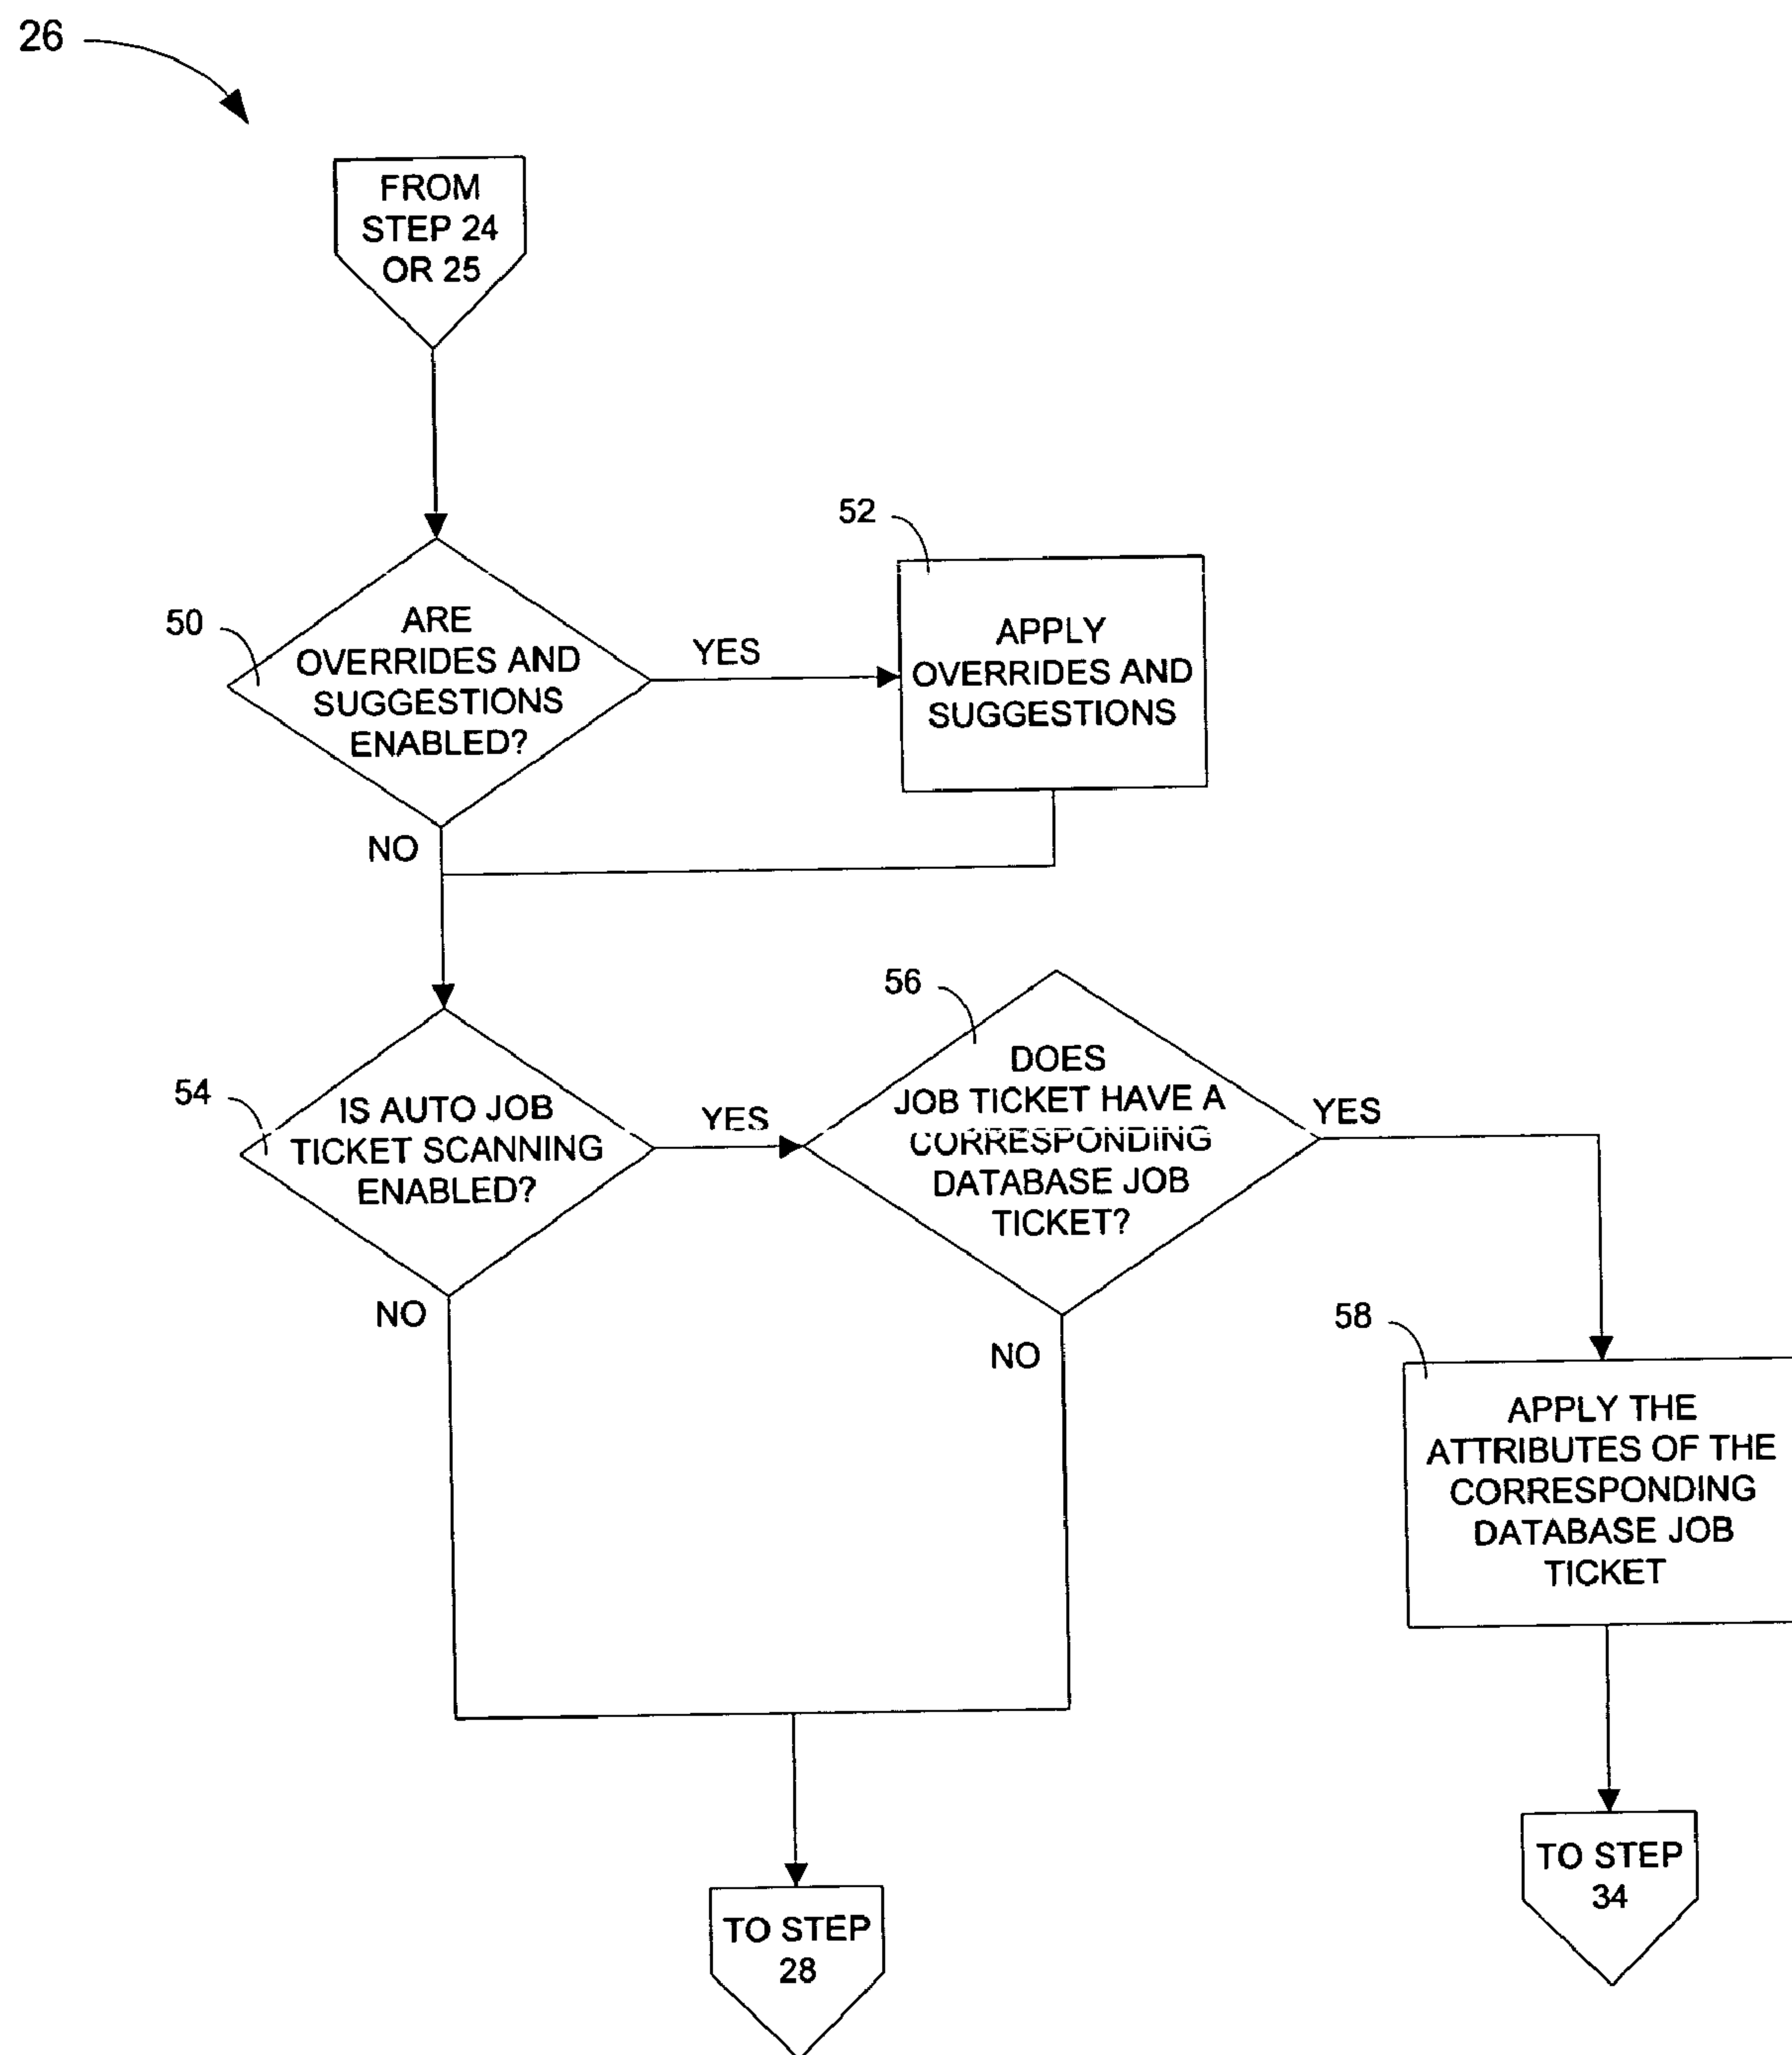 26
FROM
STEP 24
OR 25
50
ARE
OVERRIDES AND
SUGGESTIONS
ENABLED?
YES
NO
52
APPLY
OVERRIDES AND
SUGGESTIONS
54
IS AUTO JOB
TICKET SCANNING
ENABLED?
YES
NO
56
DOES
JOB TICKET HAVE A
CORRESPONDING
DATABASE JOB
TICKET?
YES
NO
58
APPLY THE
ATTRIBUTES OF THE
CORRESPONDING
DATABASE JOB
TICKET
TO STEP
28
TO STEP
34